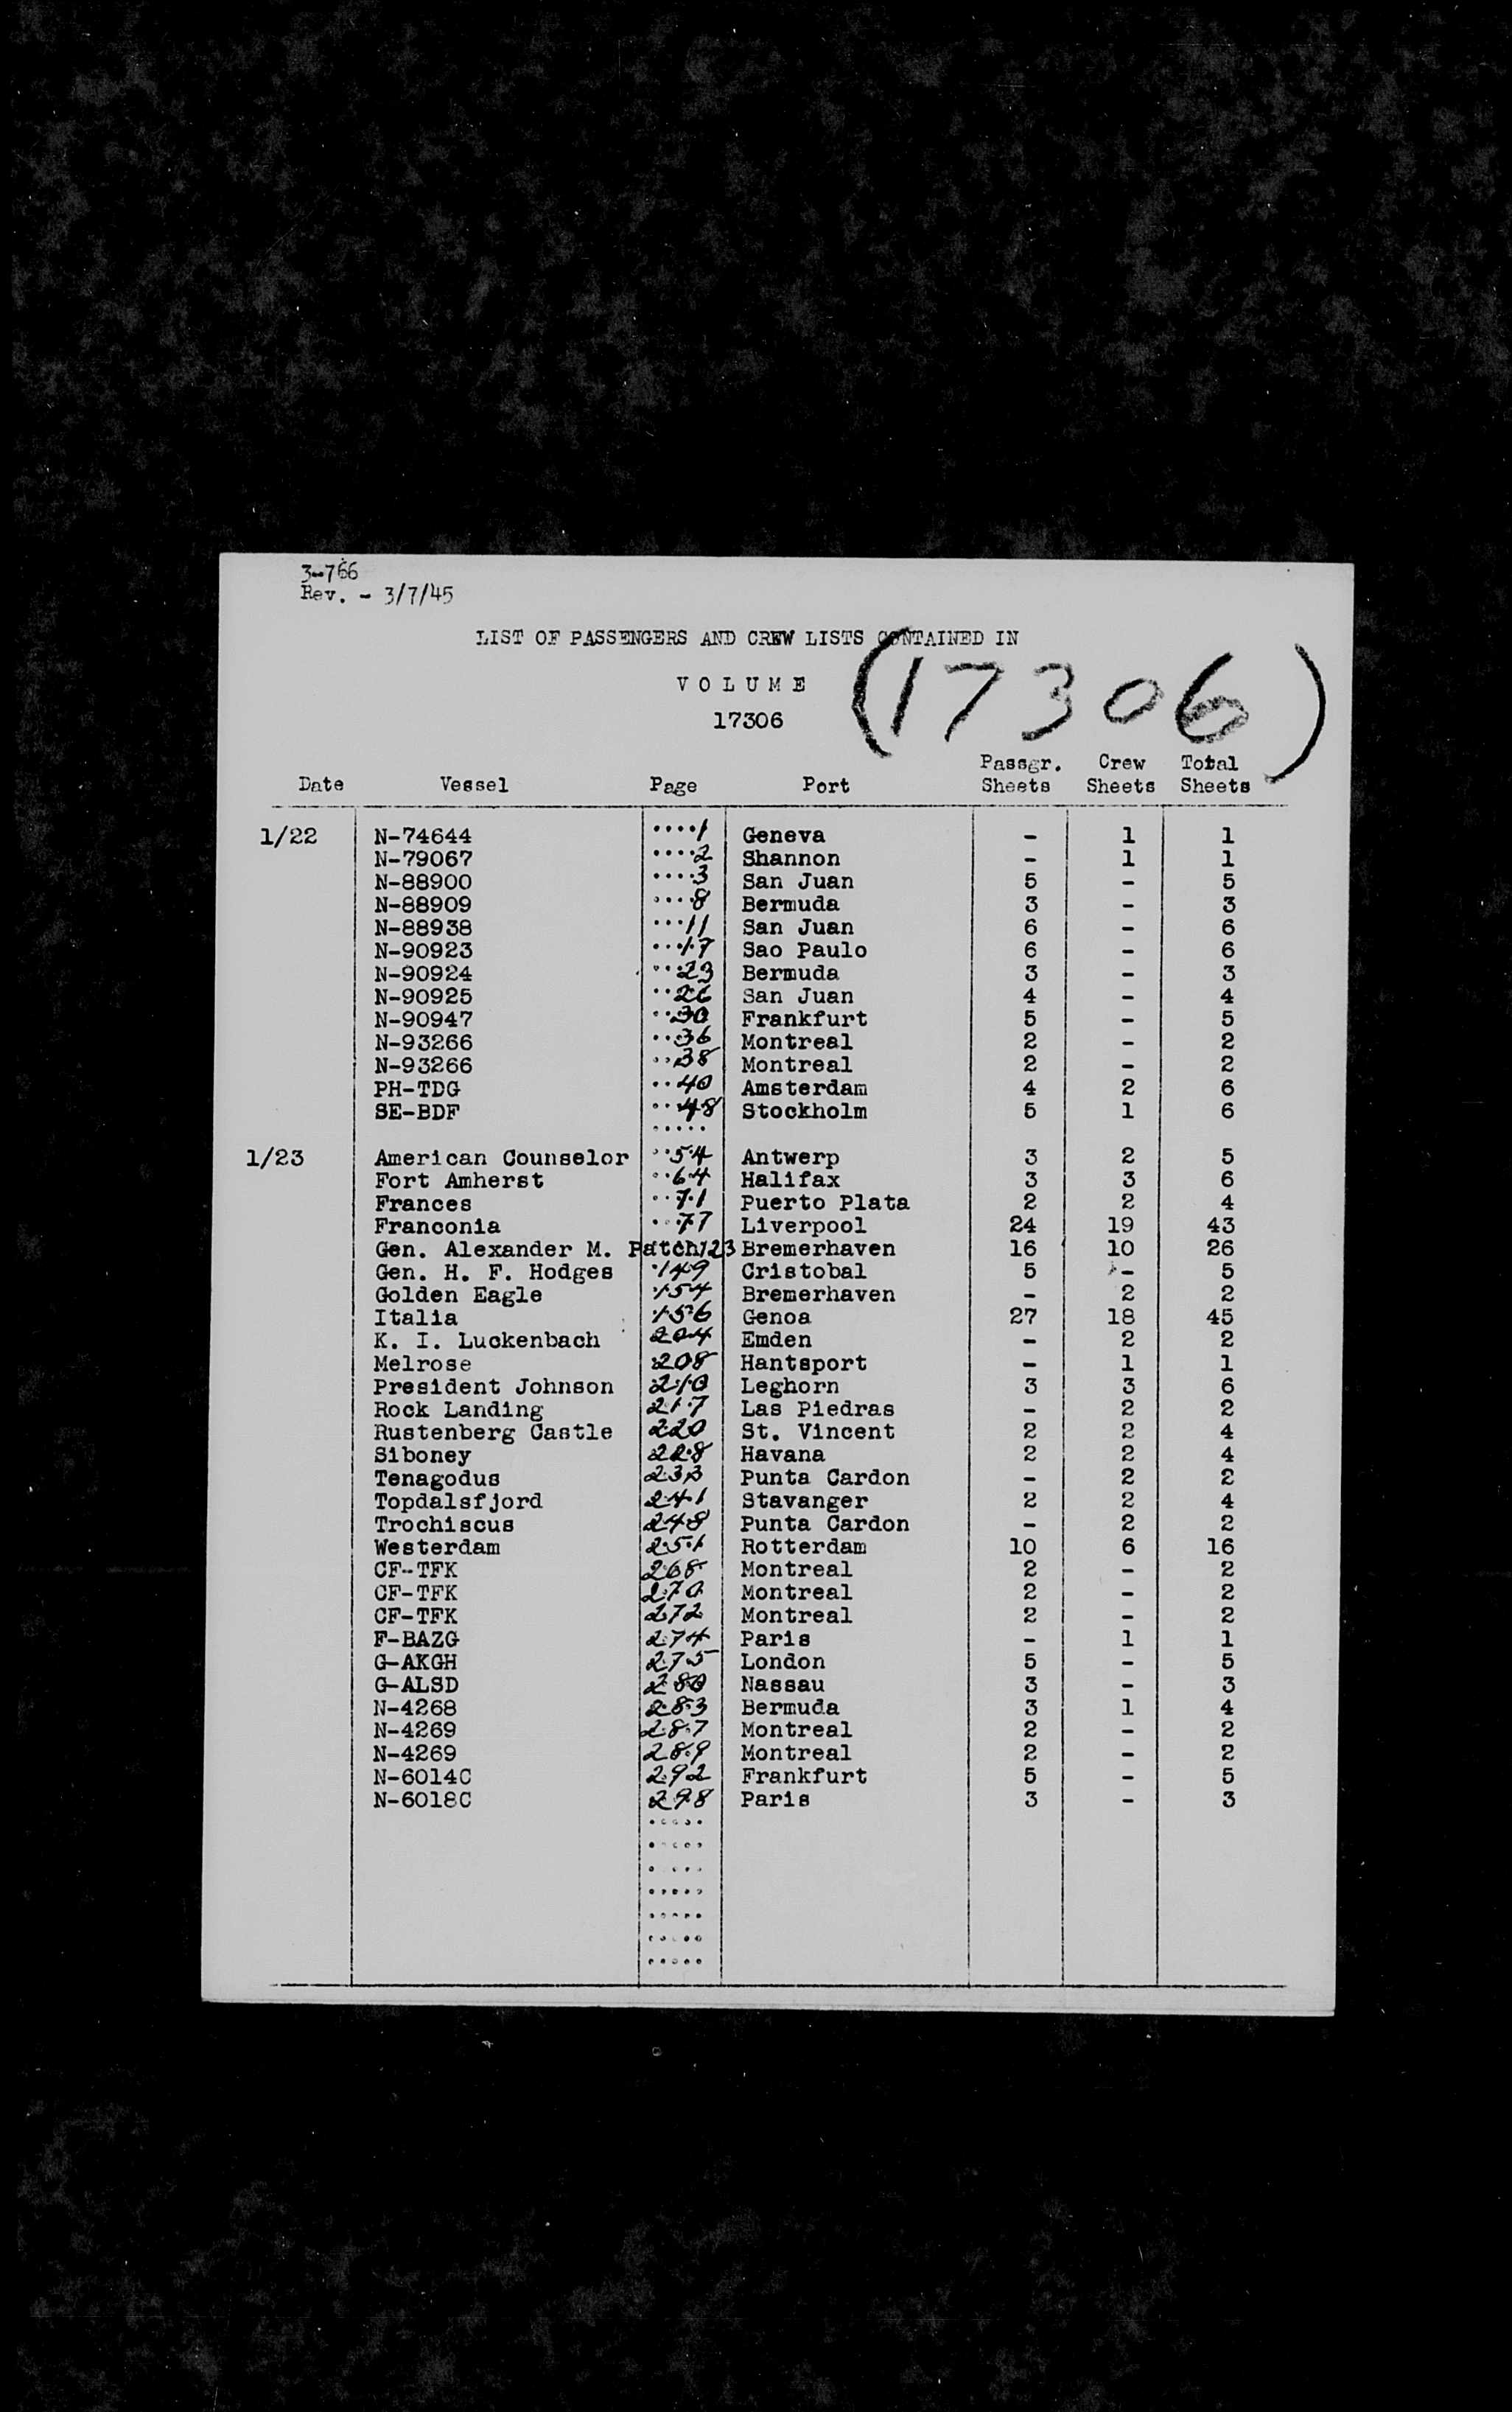 3-766
Rev. - 3/7/45
LIST OF PASSENGERS AND CREW LISTS CONTAINED IN
VOLUME
17306
(17306)
Date Vessel Page Port Passgr. Sheets Crew Sheets Total Sheets
1/22 N-74644 ....1 Geneva - 1 1
N-79067 ....2 Shannon - 1 1
N-88900 ....3 San Juan 5 - 5
N-88909 ....8 Bermuda 3 - 3
N-88938 ...11 San Juan 6 - 6
N-90923 ...17 Sao Paulo 6 - 6
N-90924 ..23 Bermuda 3 - 3
N-90925 ..26 San Juan 4 - 4
N-90947 ..30 Frankfurt 5 - 5
N-93266 ..36 Montreal 2 - 2
N-93266 ..38 Montreal 2 - 2
PH-TDG ..40 Amsterdam 4 2 6
SE-BDF ..48 Stockholm 5 1 6
.....
1/23 American Counselor ..54 Antwerp 3 2 5
Fort Amherst ..64 Halifax 3 3 6
Frances ..71 Puerto Plata 2 2 4
Franconia ..77 Liverpool 24 19 43
Gen. Alexander M. Patch 123 Bremerhaven 16 10 26
Gen. H. F. Hodges 149 Cristobal 5 - 5
Golden Eagle 154 Bremerhaven - 2 2
Italia 156 Genoa 27 18 45
K. I. Luckenbach 204 Emden - 2 2
Melrose 208 Hantsport - 1 1
President Johnson 210 Leghorn 3 3 6
Rock Landing 217 Las Piedras - 2 2
Rustenberg Castle 220 St. Vincent 2 2 4
Siboney 228 Havana 2 2 4
Tenagodus 233 Punta Cardon - 2 2
Topdalsfjord 241 Stavanger 2 2 4
Trochiscus 248 Punta Cardon - 2 2
Westerdam 251 Rotterdam 10 6 16
CF-TFK 268 Montreal 2 - 2
CF-TFK 270 Montreal 2 - 2
CF-TFK 272 Montreal 2 - 2
F-BAZG 274 Paris - 1 1
G-AKGH 275 London 5 - 5
G-ALSD 280 Nassau 3 - 3
N-4268 283 Bermuda 3 1 4
N-4269 287 Montreal 2 - 2
N-4269 289 Montreal 2 - 2
N-6014C 292 Frankfurt 5 - 5
N-6018C 298 Paris 3 - 3
.....
.....
.....
.....
.....
.....
.....